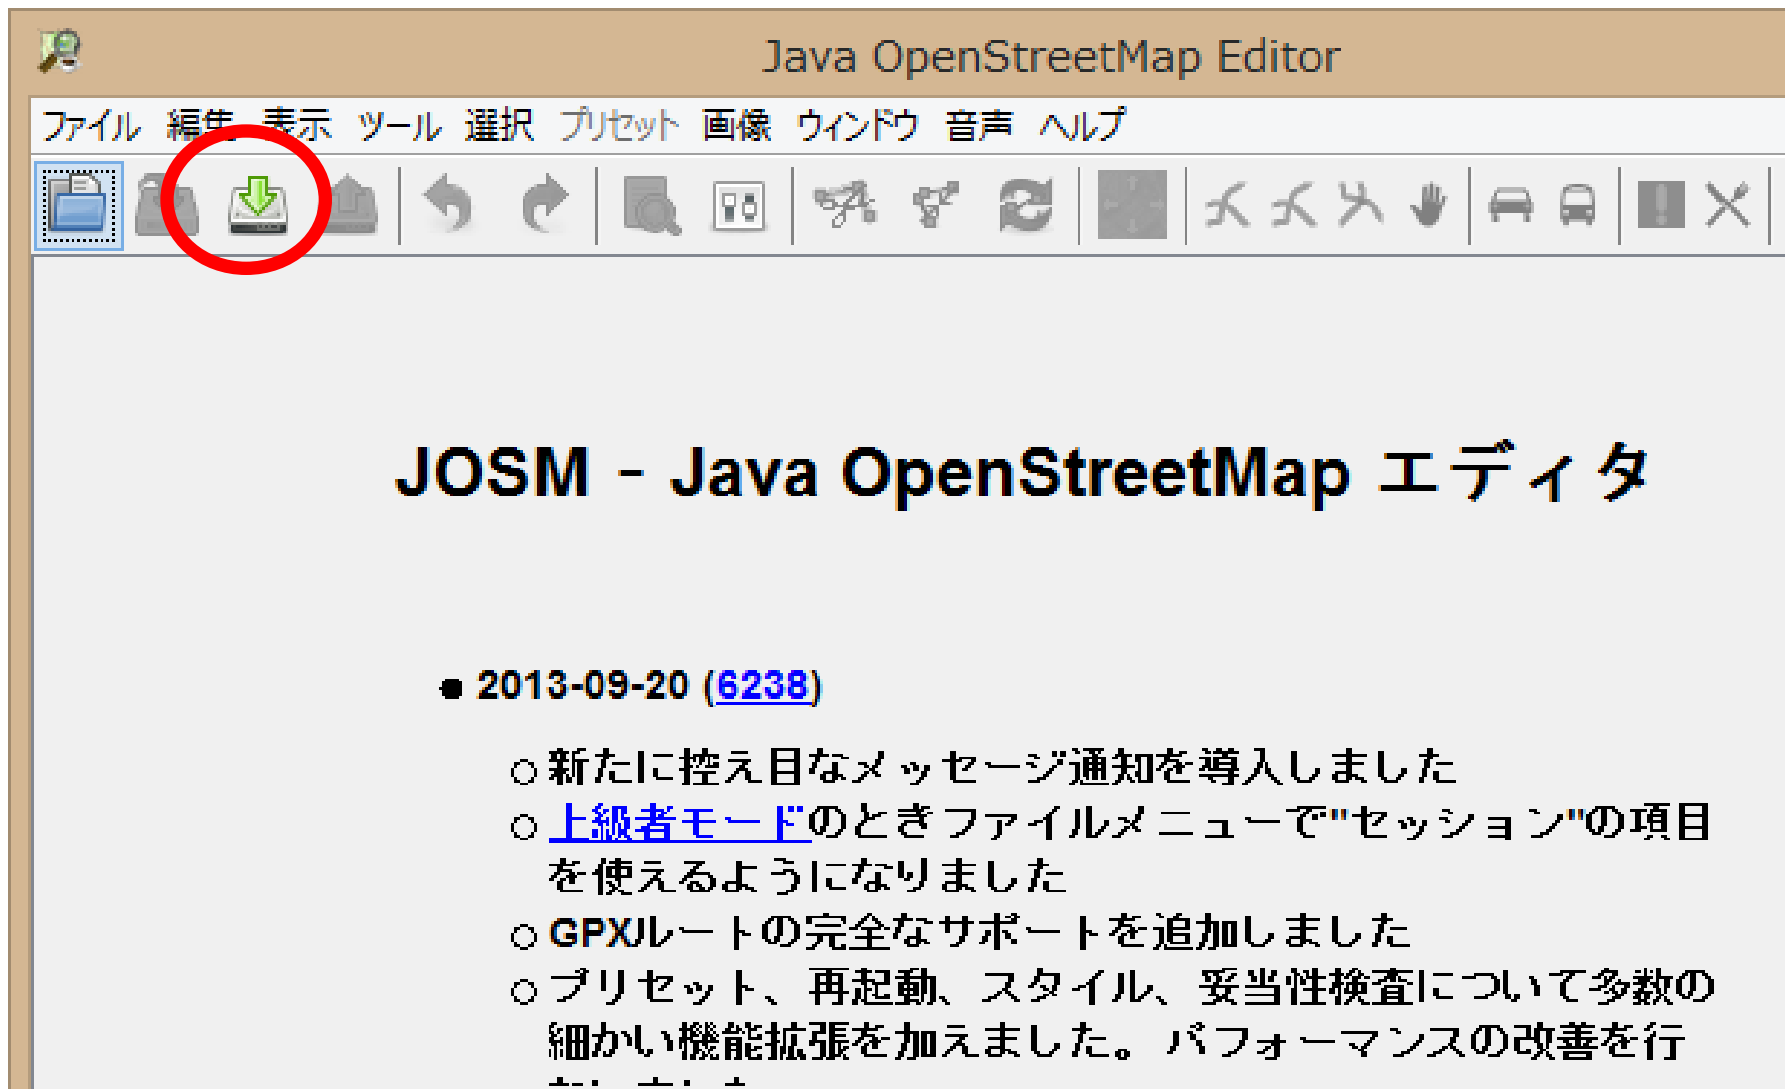 Java OpenStreetMap Editor
ファイル 編集 表示 ツール 選択 プリセット 画像 ウィンドウ 音声 ヘルプ
JOSM - Java OpenStreetMap エディタ
● 2013-09-20 (6238)
○ 新たに控え目なメッセージ通知を導入しました
○ 上級者モードのときファイルメニューで"セッション"の項目
を使えるようになりました
○ GPXルートの完全なサポートを追加しました
○ プリセット、再起動、スタイル、妥当性検査について多数の
細かい機能拡張を加えました。パフォーマンスの改善を行